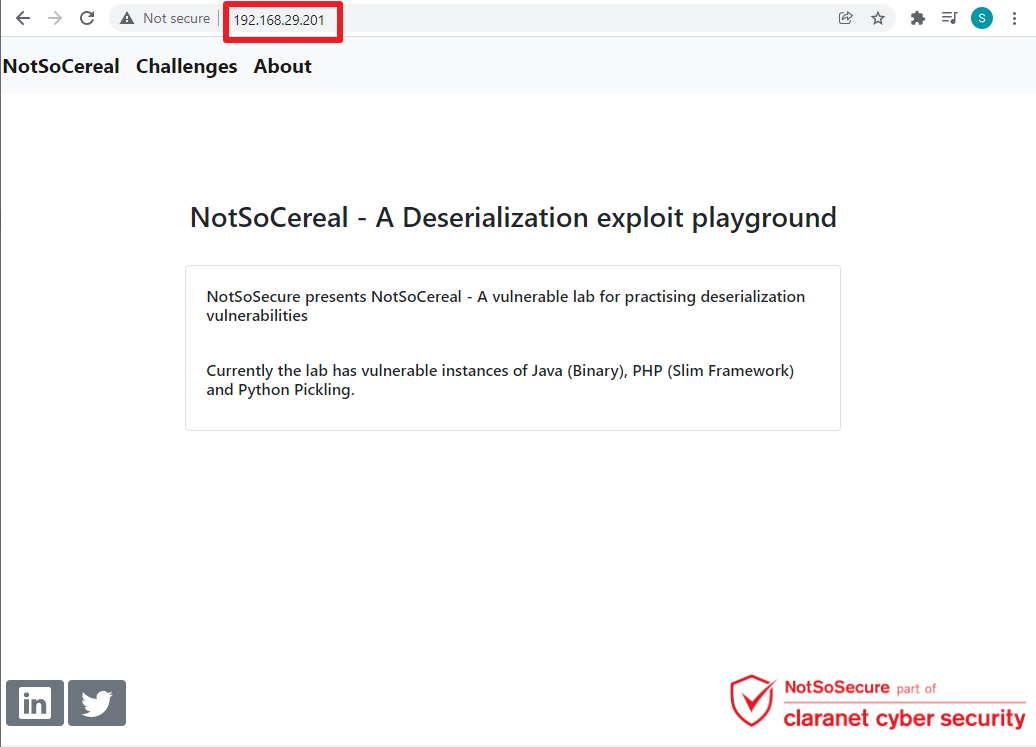 Not secure 192.168.29.201
S
NotSoCereal Challenges About
NotSoCereal - A Deserialization exploit playground
NotSoSecure presents NotSoCereal - A vulnerable lab for practising deserialization
vulnerabilities
Currently the lab has vulnerable instances of Java (Binary), PHP (Slim Framework)
and Python Pickling.
in
NotSoSecure part of
claranet cyber security